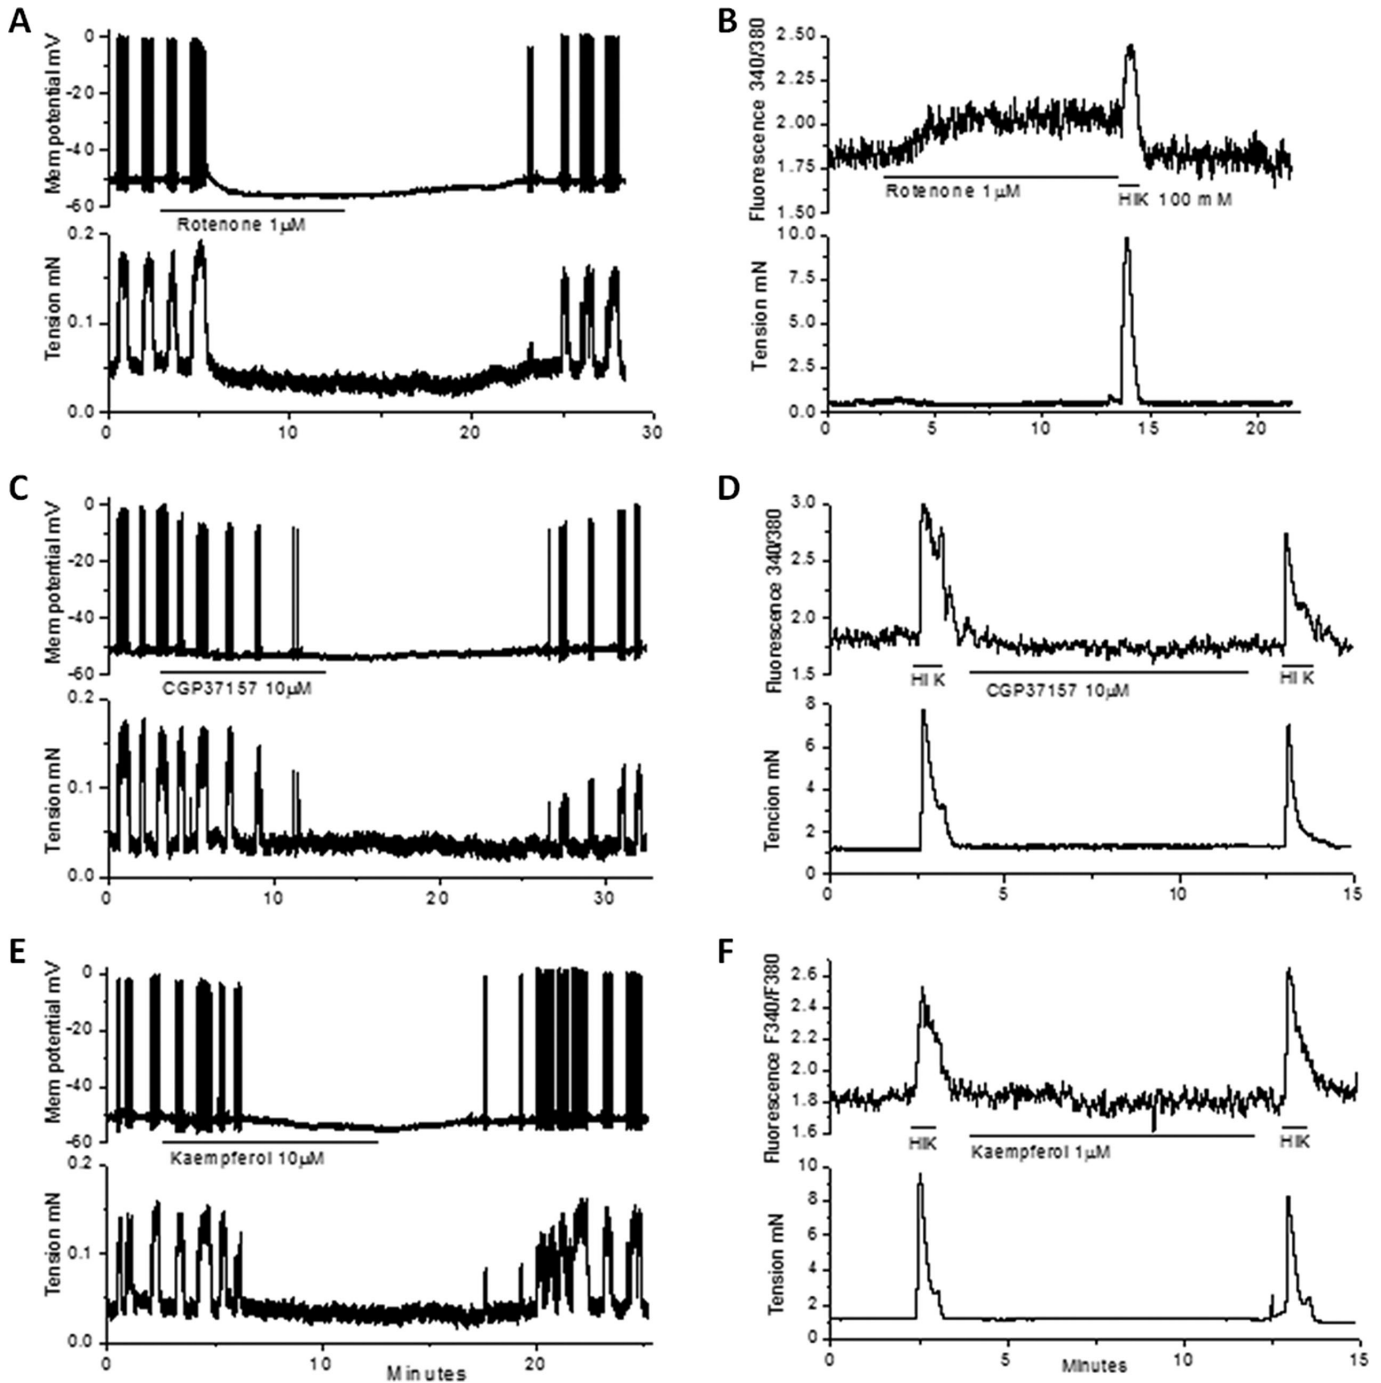 A
Mem potential mV
0
-20
-40
-60
Rotenone 1µM
Tension mN
0.2
0.1
0.0
0 10 20 30
B
Fluorescence 340/380
2.50
2.25
2.00
1.75
1.50
Rotenone 1µM
HIK 100 mM
Tension mN
10.0
7.5
5.0
2.5
0.0
0 5 10 15 20
C
Mem potential mV
0
-20
-40
-60
CGP37157 10µM
Tension mN
0.2
0.1
0.0
0 10 20 30
D
Fluorescence 340/380
3.0
2.5
2.0
1.5
HIK
CGP37157 10µM
HIK
Tencion mN
8
6
4
2
0
0 5 10 15
E
Mem potential mV
0
-20
-40
-60
Kaempferol 10µM
Tension mN
0.2
0.1
0.0
0 10 20
Minutes
F
Fluorescence F340/F380
2.6
2.4
2.2
2.0
1.8
1.6
HIK
Kaempferol 1µM
HIK
Tension mN
10
8
6
4
2
0
0 5 10 15
Minutes